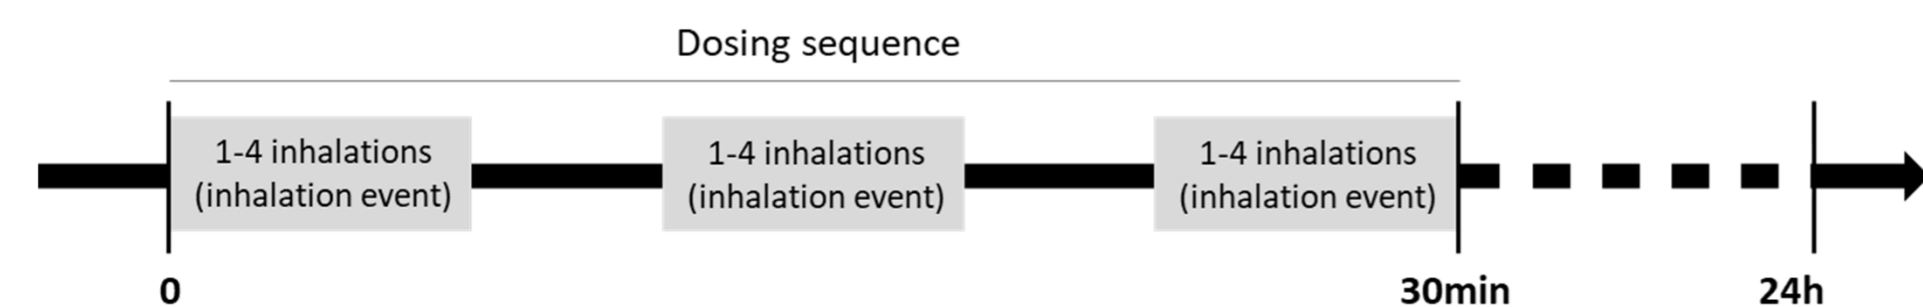 Dosing sequence
1-4 inhalations
(inhalation event)
1-4 inhalations
(inhalation event)
1-4 inhalations
(inhalation event)
0
30min
24h